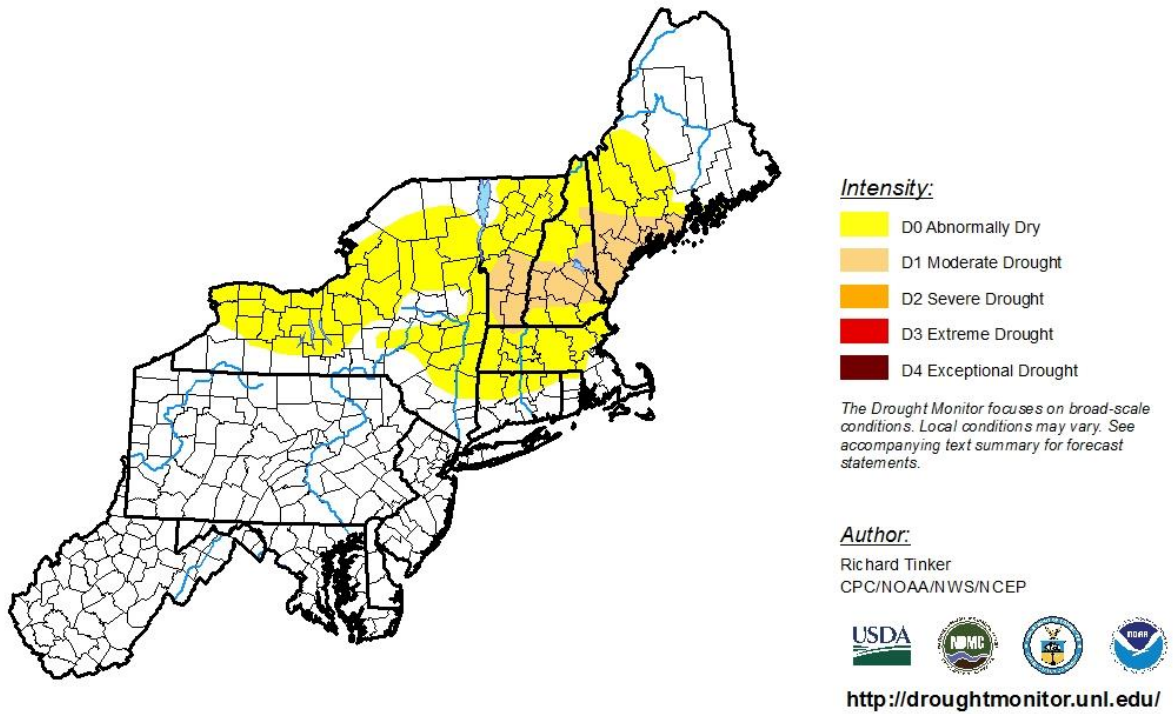 Intensity:
D0 Abnormally Dry
D1 Moderate Drought
D2 Severe Drought
D3 Extreme Drought
D4 Exceptional Drought
The Drought Monitor focuses on broad-scale
conditions. Local conditions may vary. See
accompanying text summary for forecast
statements.
Author:
Richard Tinker
CPC/NOAA/NWS/NCEP
USDA
NDMC
NOAA
http://droughtmonitor.unl.edu/